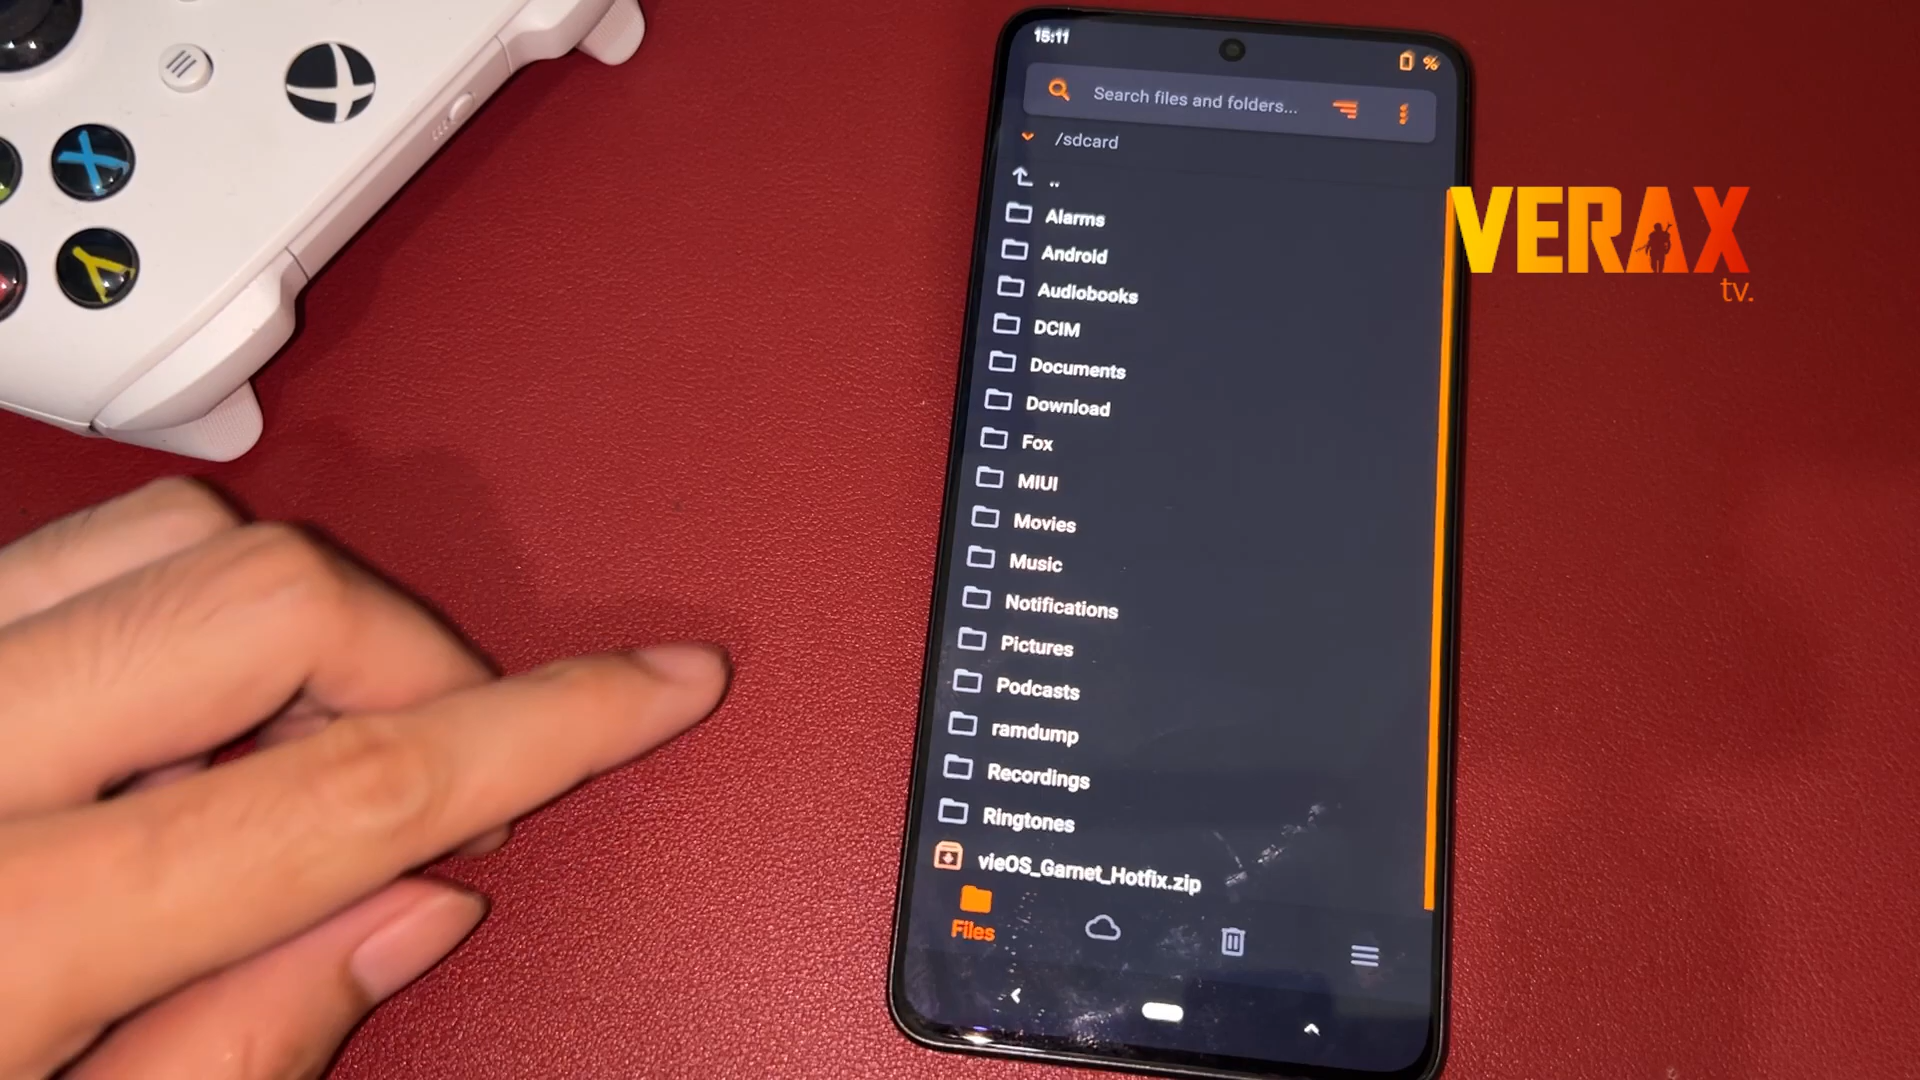 15:11
%
Search files and folders...
/sdcard
..
Alarms
Android
Audiobooks
DCIM
Documents
Download
Fox
MIUI
Movies
Music
Notifications
Pictures
Podcasts
ramdump
Recordings
Ringtones
vieOS_Garnet_Hotfix.zip
Files
VERAX
tv.
X
Y